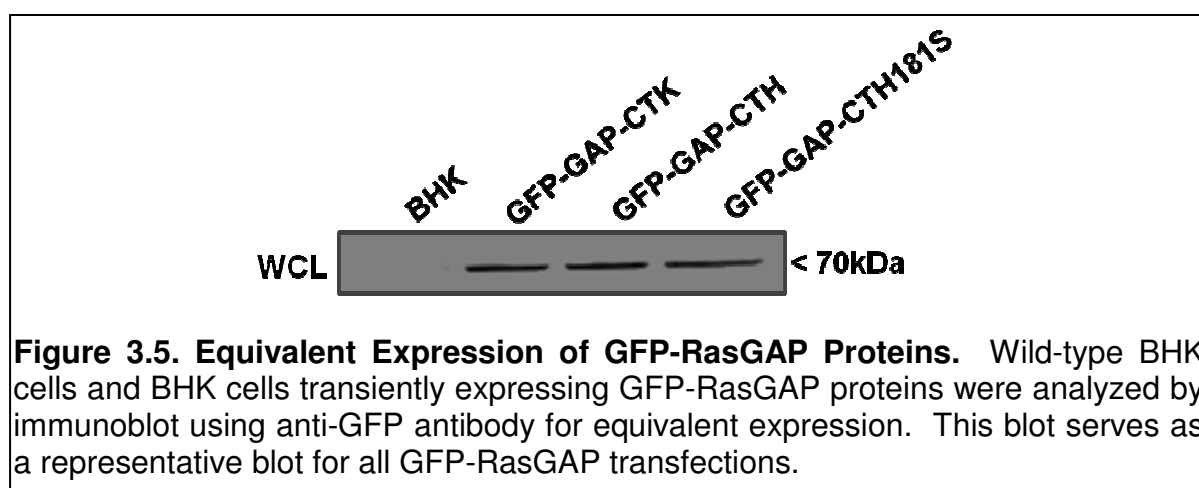 BHK
GFP-GAP-CTK
GFP-GAP-CTH
GFP-GAP-CTH181S
WCL
< 70kDa
Figure 3.5. Equivalent Expression of GFP-RasGAP Proteins. Wild-type BHK
cells and BHK cells transiently expressing GFP-RasGAP proteins were analyzed by
immunoblot using anti-GFP antibody for equivalent expression. This blot serves as
a representative blot for all GFP-RasGAP transfections.